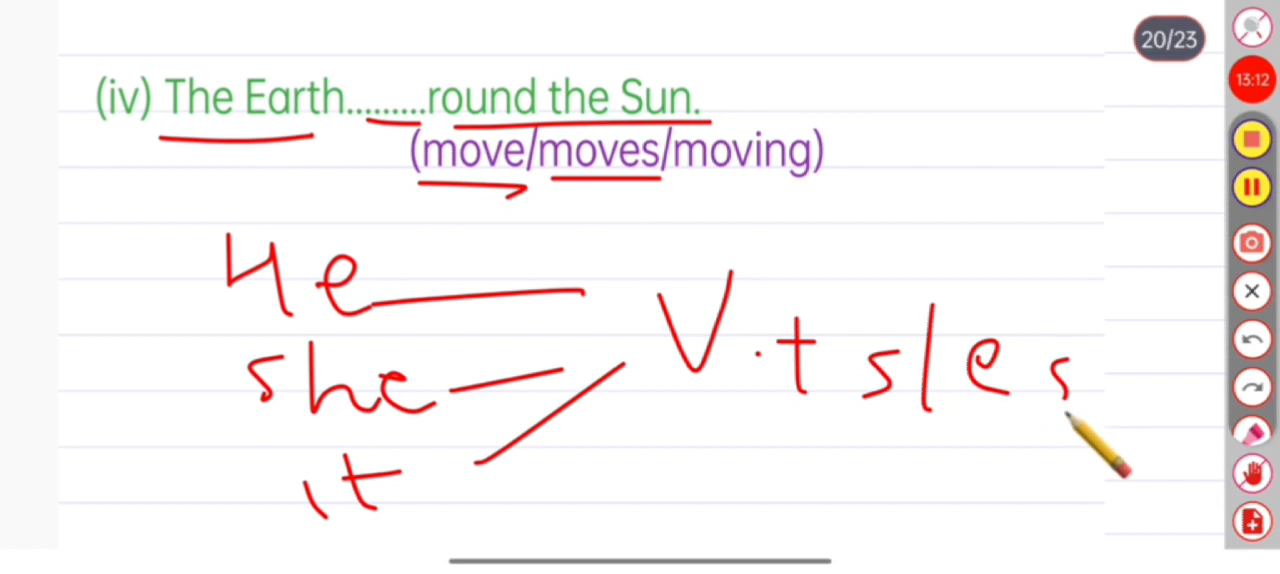 20/23
13:12
(iv) The Earth.........round the Sun.
(move/moves/moving)
He
she
it
V.+ s/es